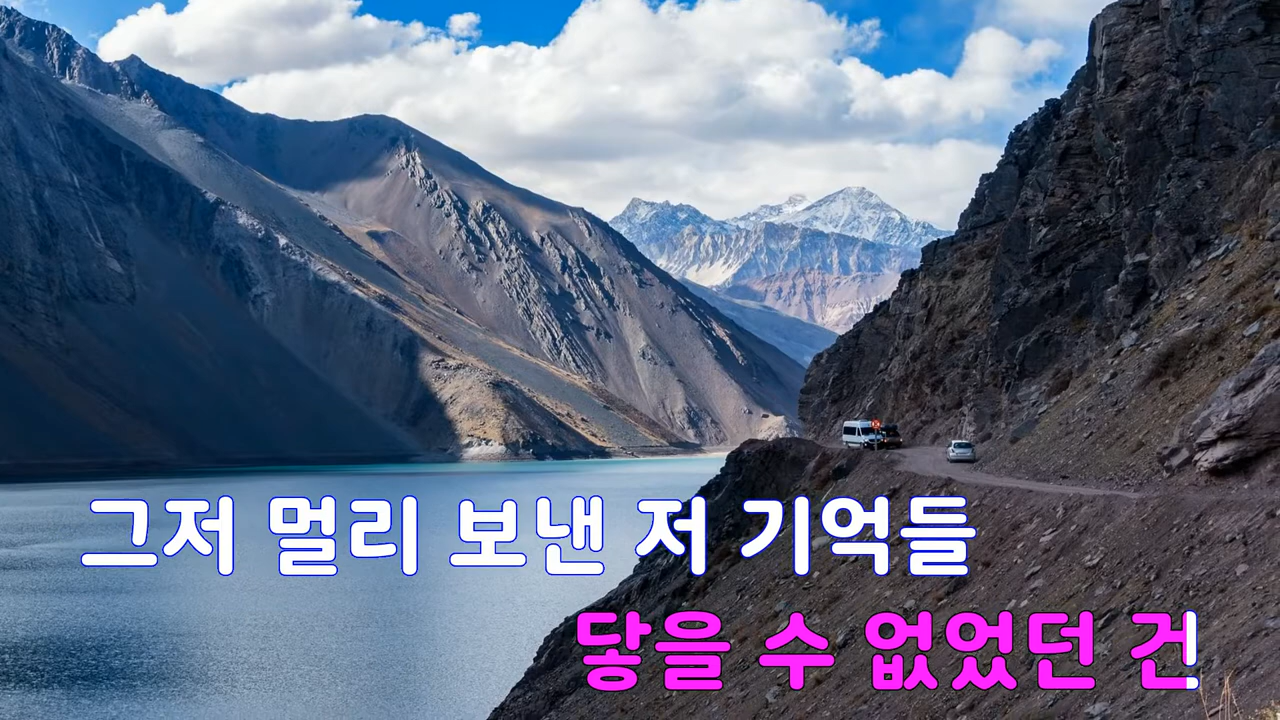 그저 멀리 보낸 저 기억들
닿을 수 없었던 건